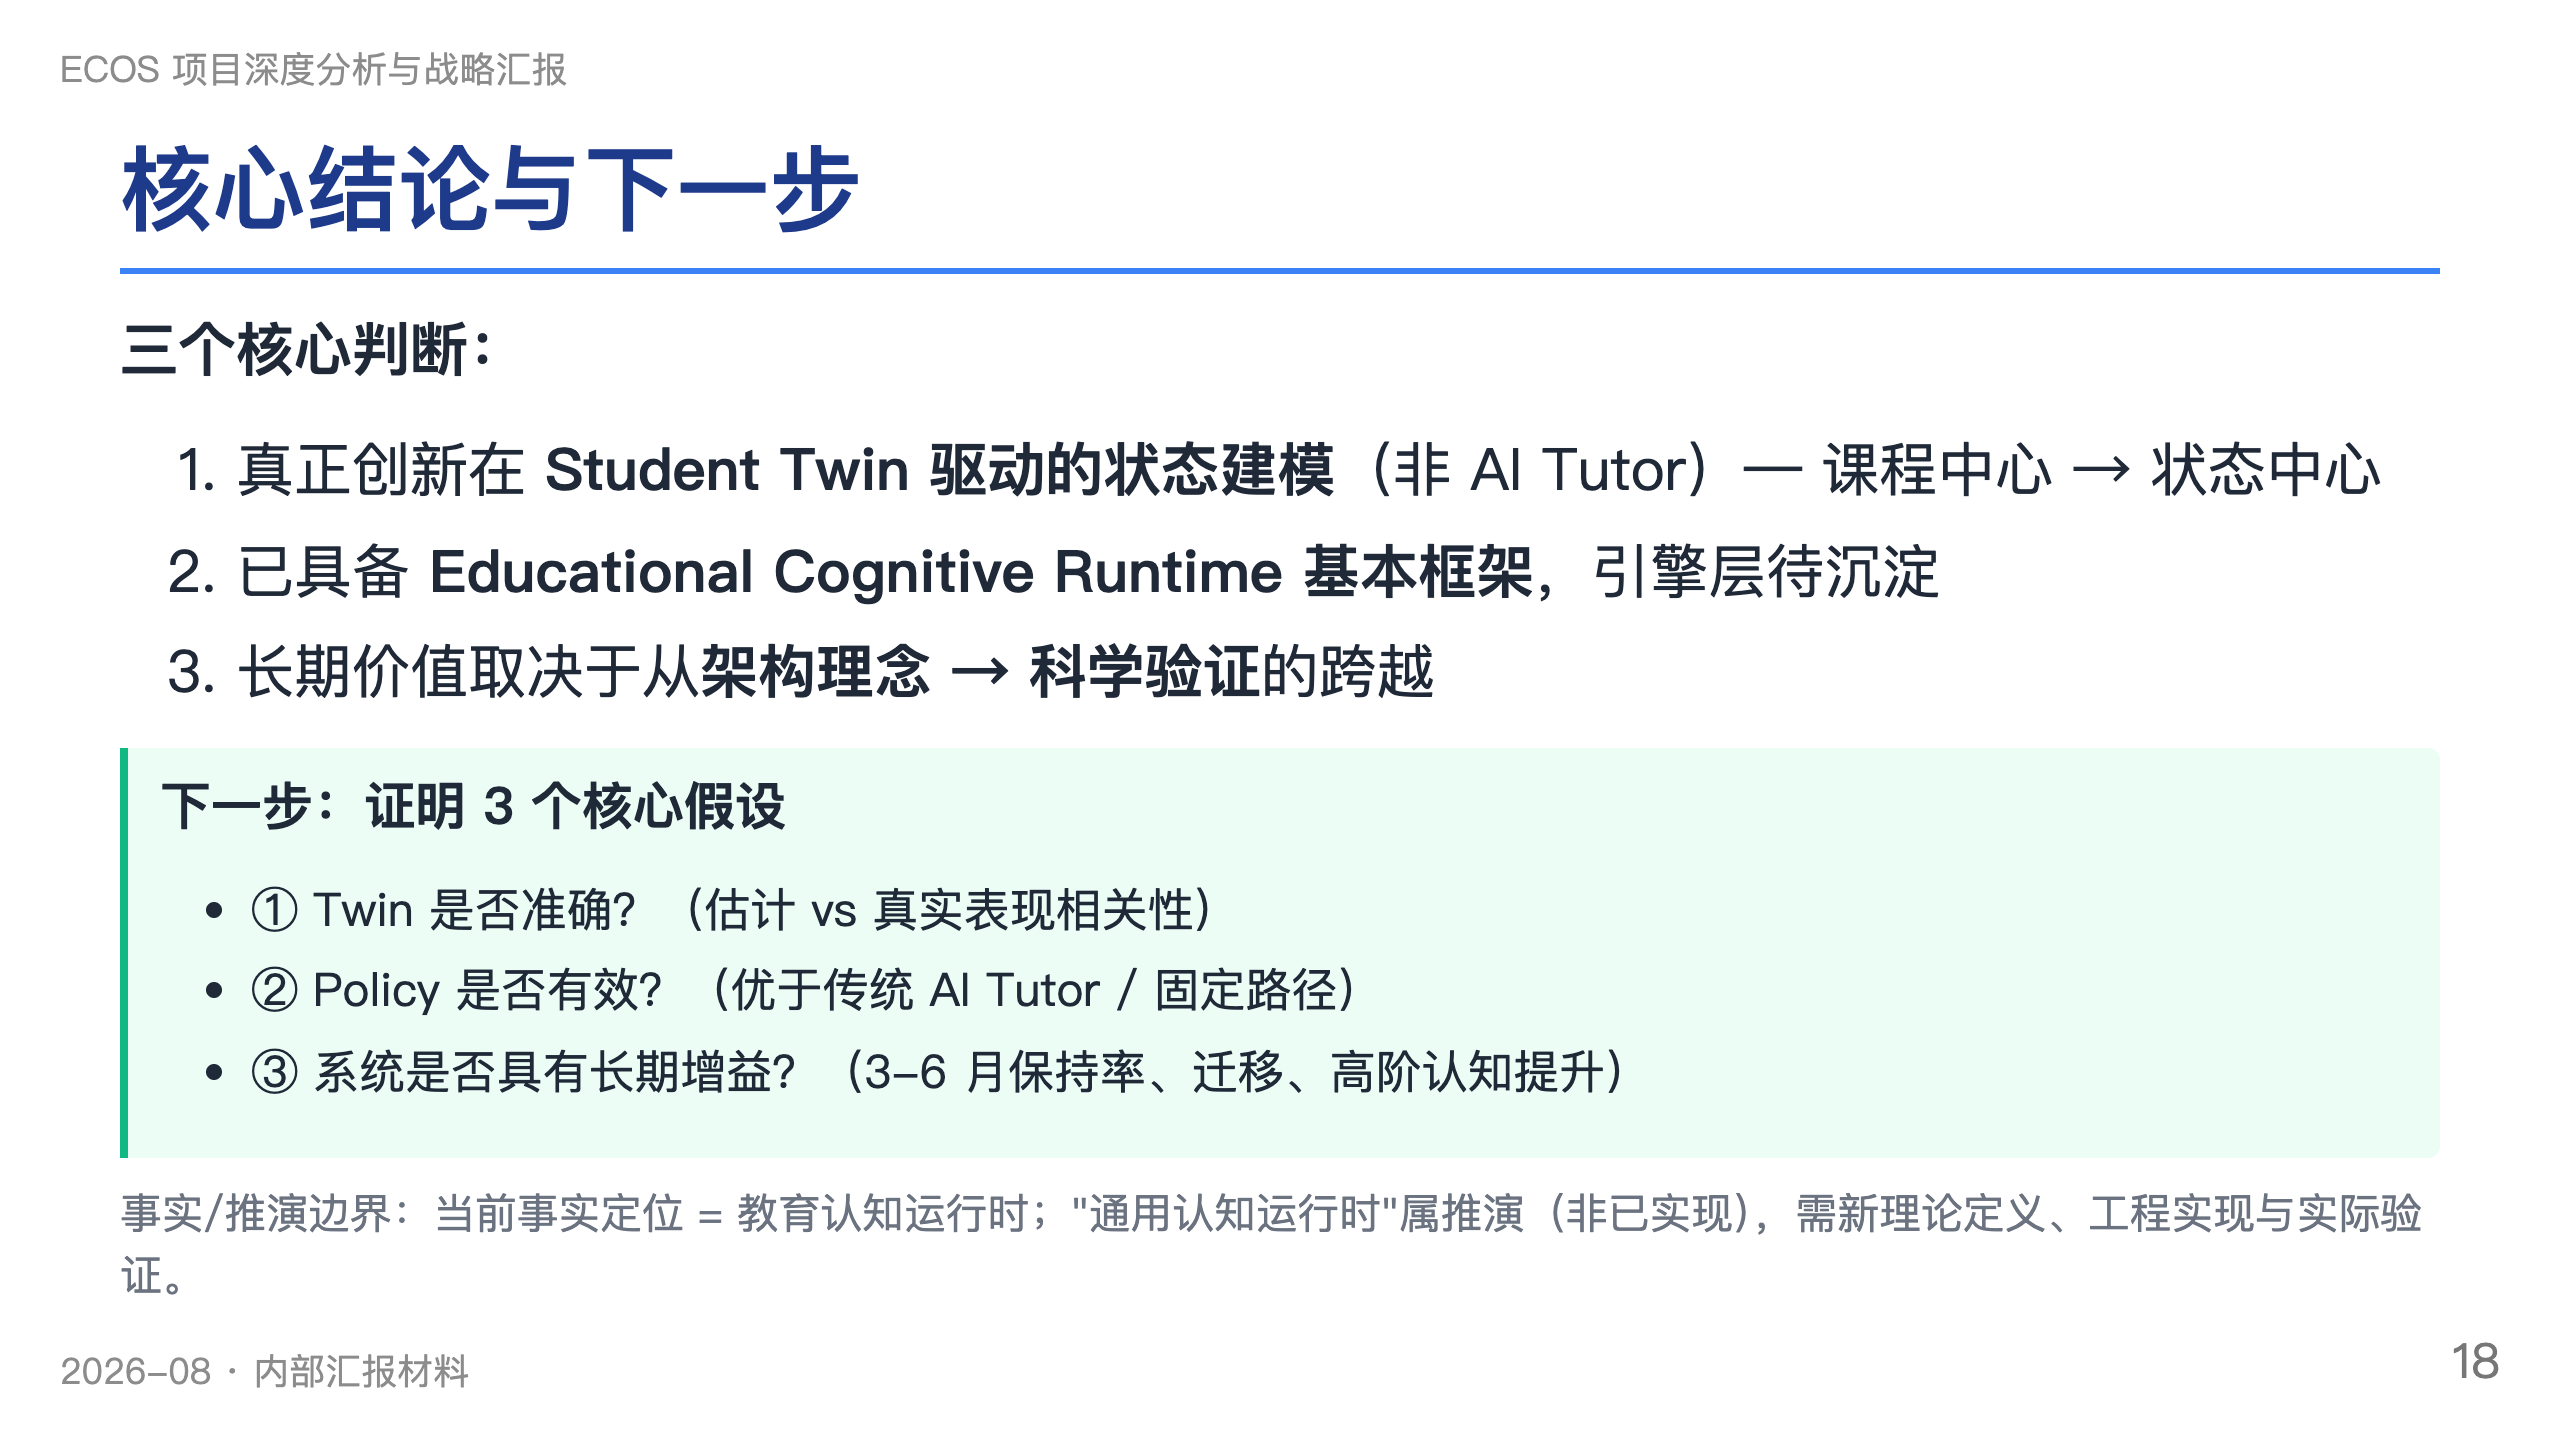 ECOS 项目深度分析与战略汇报
核心结论与下一步
三个核心判断：
1. 真正创新在 Student Twin 驱动的状态建模（非 AI Tutor）— 课程中心 → 状态中心
2. 已具备 Educational Cognitive Runtime 基本框架，引擎层待沉淀
3. 长期价值取决于从架构理念 → 科学验证的跨越
下一步：证明 3 个核心假设
• ① Twin 是否准确？（估计 vs 真实表现相关性）
• ② Policy 是否有效？（优于传统 AI Tutor / 固定路径）
• ③ 系统是否具有长期增益？（3–6 月保持率、迁移、高阶认知提升）
事实/推演边界：当前事实定位 = 教育认知运行时；"通用认知运行时"属推演（非已实现），需新理论定义、工程实现与实际验
证。
2026–08 · 内部汇报材料
18